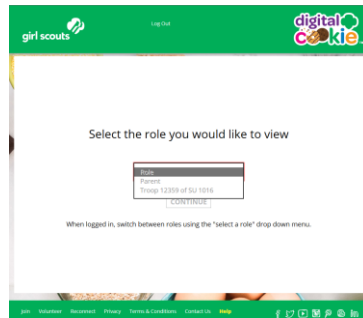 girl scouts
Log Out
digital
cookie
Select the role you would like to view
Role
Parent
Troop 12359 of SU 1016
CONTINUE
When logged in, switch between roles using the "select a role" drop down menu.
Join Volunteer Reconnect Privacy Terms & Conditions Contact Us Help